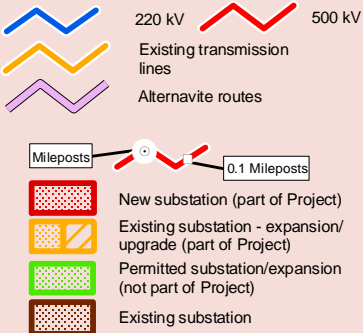 220 kV
500 kV
Existing transmission
lines
Alternavite routes
Mileposts
0.1 Mileposts
New substation (part of Project)
Existing substation - expansion/
upgrade (part of Project)
Permitted substation/expansion
(not part of Project)
Existing substation